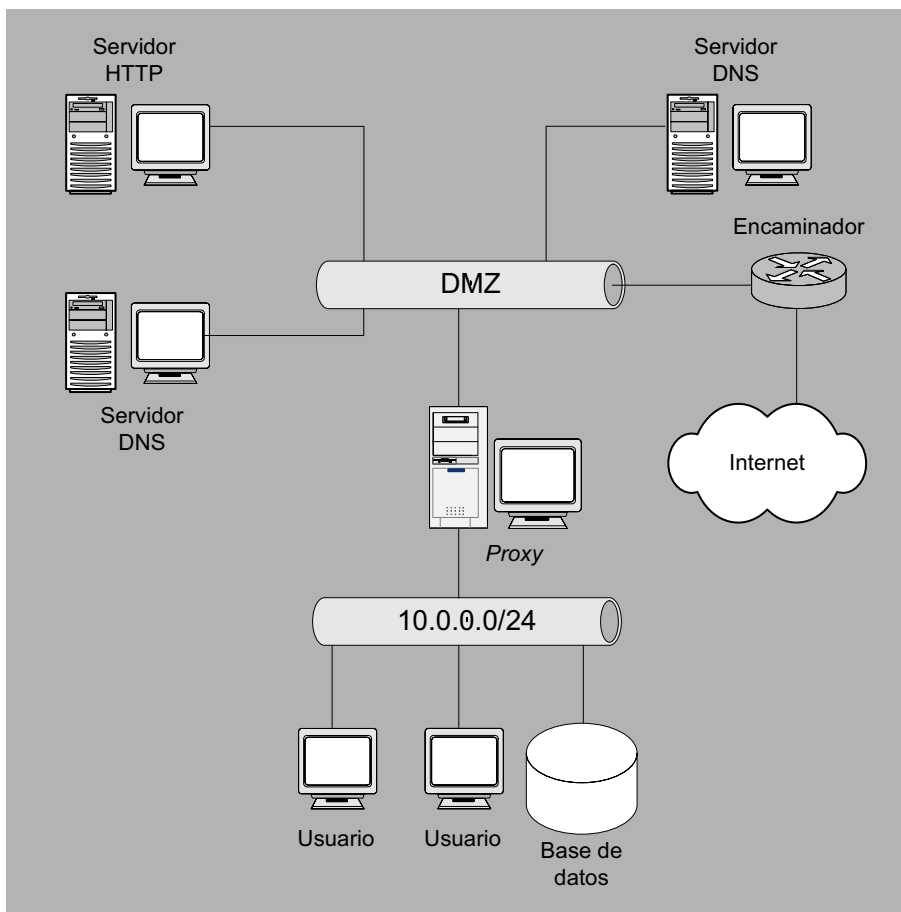 Servidor
HTTP
Servidor
DNS
Encaminador
DMZ
Servidor
DNS
Internet
Proxy
10.0.0.0/24
Usuario
Usuario
Base de
datos